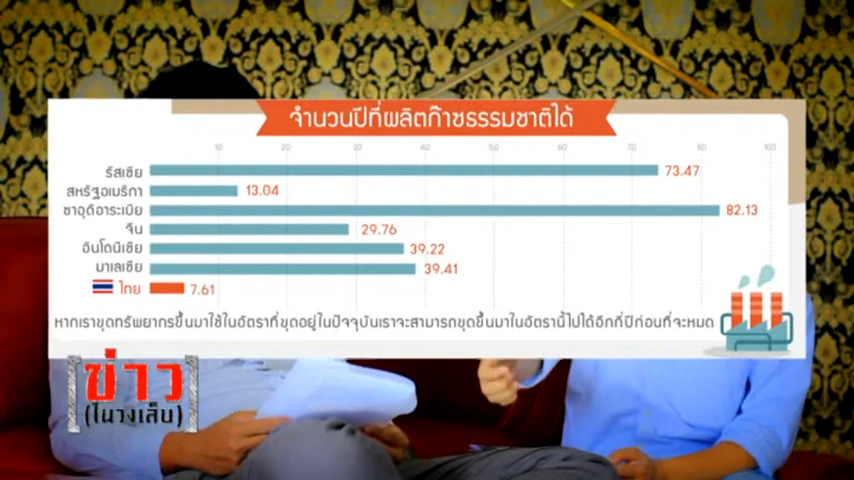 จำนวนปีที่ผลิตก๊าซธรรมชาติได้
10 20 30 40 50 60 70 80 90 100
รัสเซีย 73.47
สหรัฐอเมริกา 13.04
ซาอุดิอาระเบีย 82.13
จีน 29.76
อินโดนีเซีย 39.22
มาเลเซีย 39.41
ไทย 7.61
หากเราขุดทรัพยากรขึ้นมาใช้ในอัตราที่ขุดอยู่ในปัจจุบันเราจะสามารถขุดขึ้นมาในอัตรานี้ไปได้อีกกี่ปีก่อนที่จะหมด
ข่าว
(ในวงเล็บ)